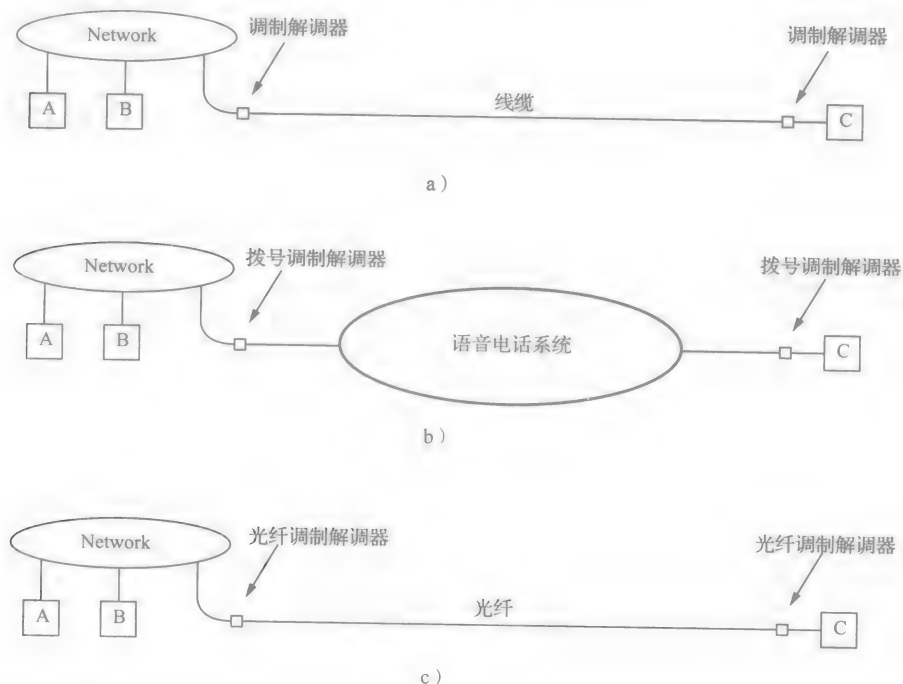 Network
调制解调器
调制解调器
A
B
线缆
C
a）
Network
拨号调制解调器
拨号调制解调器
A
B
语音电话系统
C
b）
Network
光纤调制解调器
光纤调制解调器
A
B
光纤
C
c）